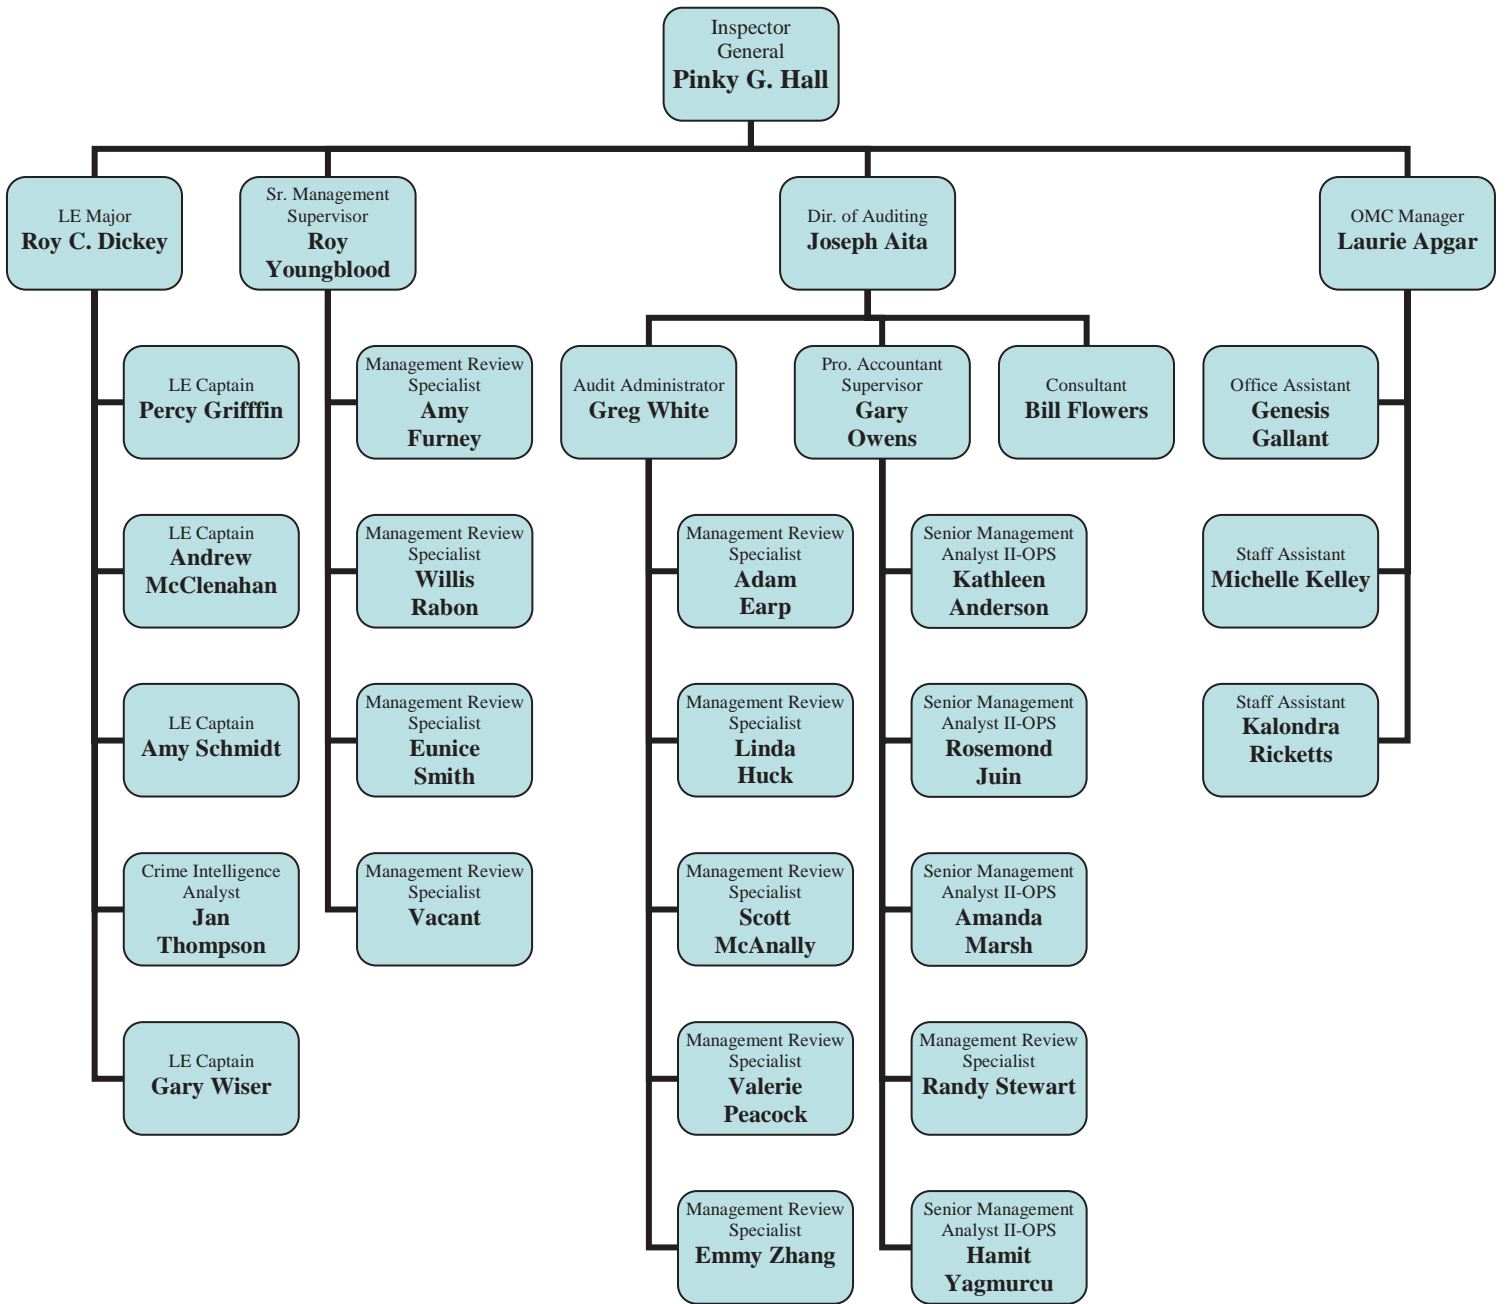 Inspector
General
Pinky G. Hall
LE Major
Roy C. Dickey
Sr. Management
Supervisor
Roy
Youngblood
Dir. of Auditing
Joseph Aita
OMC Manager
Laurie Apgar
LE Captain
Percy Grifffin
Management Review
Specialist
Amy
Furney
Audit Administrator
Greg White
Pro. Accountant
Supervisor
Gary
Owens
Consultant
Bill Flowers
Office Assistant
Genesis
Gallant
LE Captain
Andrew
McClenahan
Management Review
Specialist
Willis
Rabon
Management Review
Specialist
Adam
Earp
Senior Management
Analyst II-OPS
Kathleen
Anderson
Staff Assistant
Michelle Kelley
LE Captain
Amy Schmidt
Management Review
Specialist
Eunice
Smith
Management Review
Specialist
Linda
Huck
Senior Management
Analyst II-OPS
Rosemond
Juin
Staff Assistant
Kalondra
Ricketts
Crime Intelligence
Analyst
Jan
Thompson
Management Review
Specialist
Vacant
Management Review
Specialist
Scott
McAnally
Senior Management
Analyst II-OPS
Amanda
Marsh
LE Captain
Gary Wiser
Management Review
Specialist
Valerie
Peacock
Management Review
Specialist
Randy Stewart
Management Review
Specialist
Emmy Zhang
Senior Management
Analyst II-OPS
Hamit
Yagmurcu